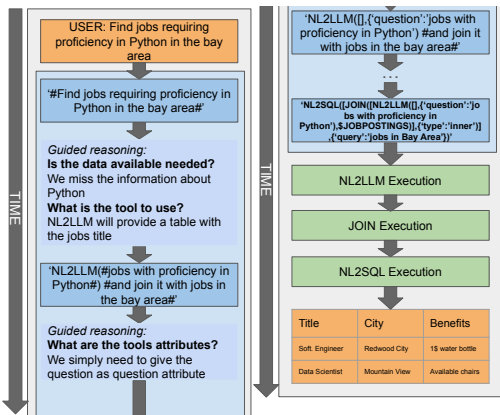 TIME
USER: Find jobs requiring
proficiency in Python in the bay
area
‘#Find jobs requiring proficiency in
Python in the bay area#’
Guided reasoning:
Is the data available needed?
We miss the information about
Python
What is the tool to use?
NL2LLM will provide a table with
the jobs title
‘NL2LLM(#jobs with proficiency in
Python#) #and join it with jobs in
the bay area#’
Guided reasoning:
What are the tools attributes?
We simply need to give the
question as question attribute
TIME
‘NL2LLM([],{‘question’:’jobs with
proficiency in Python’) #and join
it with jobs in the bay area#’
...
‘NL2SQL([JOIN([NL2LLM([],{‘question’:’jo
bs with proficiency in
Python’),$JOBPOSTINGS)],{‘type’:’inner’)]
,{‘query’:’jobs in Bay Area’})’
NL2LLM Execution
JOIN Execution
NL2SQL Execution
Title City Benefits
Soft. Engineer Redwood City 1$ water bottle
Data Scientist Mountain View Available chairs